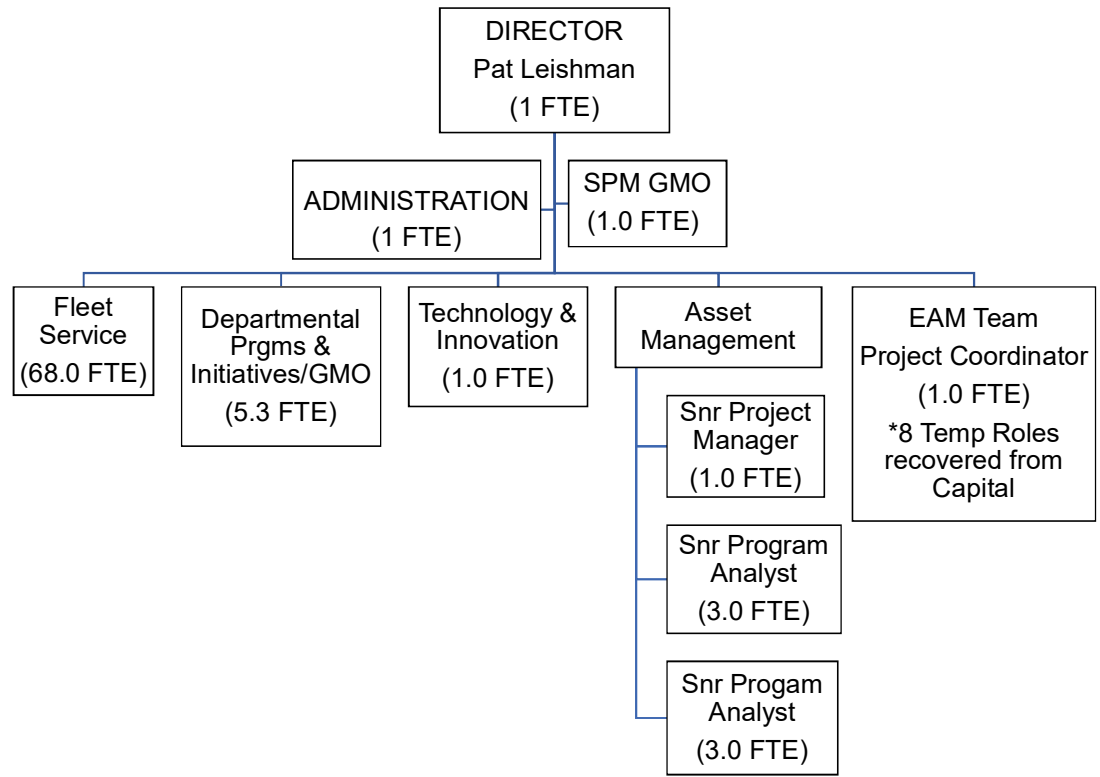 DIRECTOR
Pat Leishman
(1 FTE)
ADMINISTRATION
(1 FTE)
SPM GMO
(1.0 FTE)
Fleet
Service
(68.0 FTE)
Departmental
Prgms &
Initiatives/GMO
(5.3 FTE)
Technology &
Innovation
(1.0 FTE)
Asset
Management
Snr Project
Manager
(1.0 FTE)
Snr Program
Analyst
(3.0 FTE)
Snr Progam
Analyst
(3.0 FTE)
EAM Team
Project Coordinator
(1.0 FTE)
*8 Temp Roles
recovered from
Capital